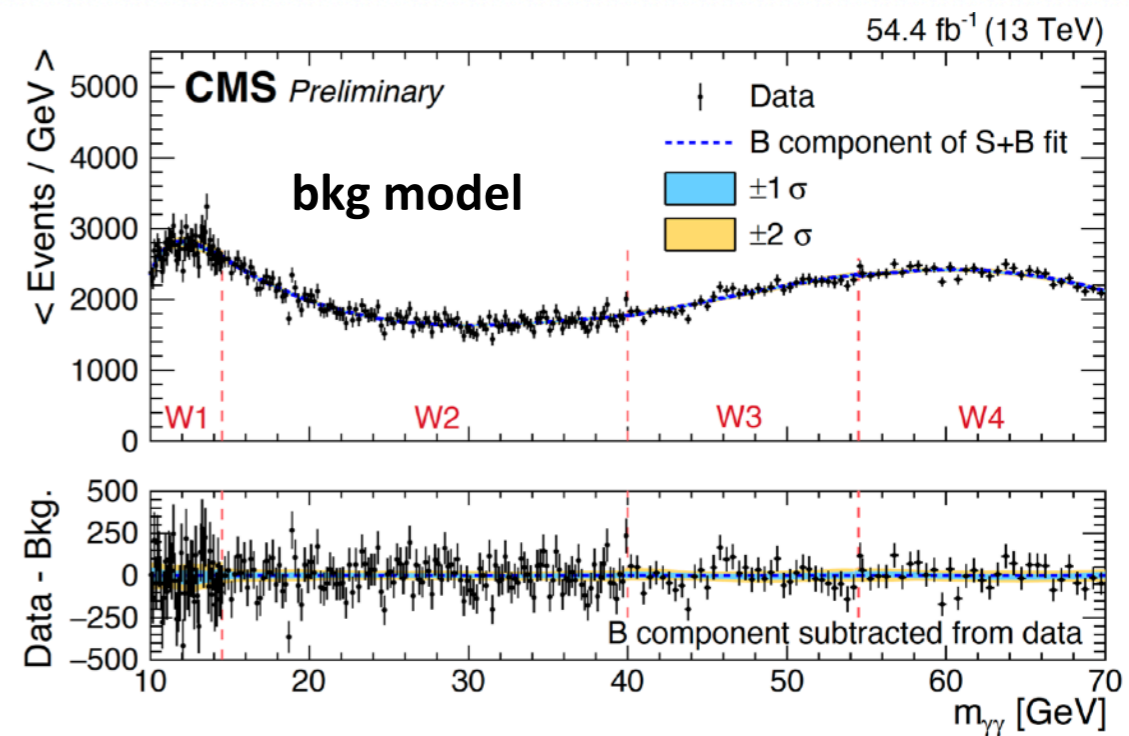 54.4 fb⁻¹ (13 TeV)
CMS Preliminary
Data
B component of S+B fit
±1 σ
±2 σ
bkg model
< Events / GeV >
5000
4000
3000
2000
1000
0
W1
W2
W3
W4
Data - Bkg.
500
250
0
−250
−500
B component subtracted from data
10 20 30 40 50 60 70
mγγ [GeV]